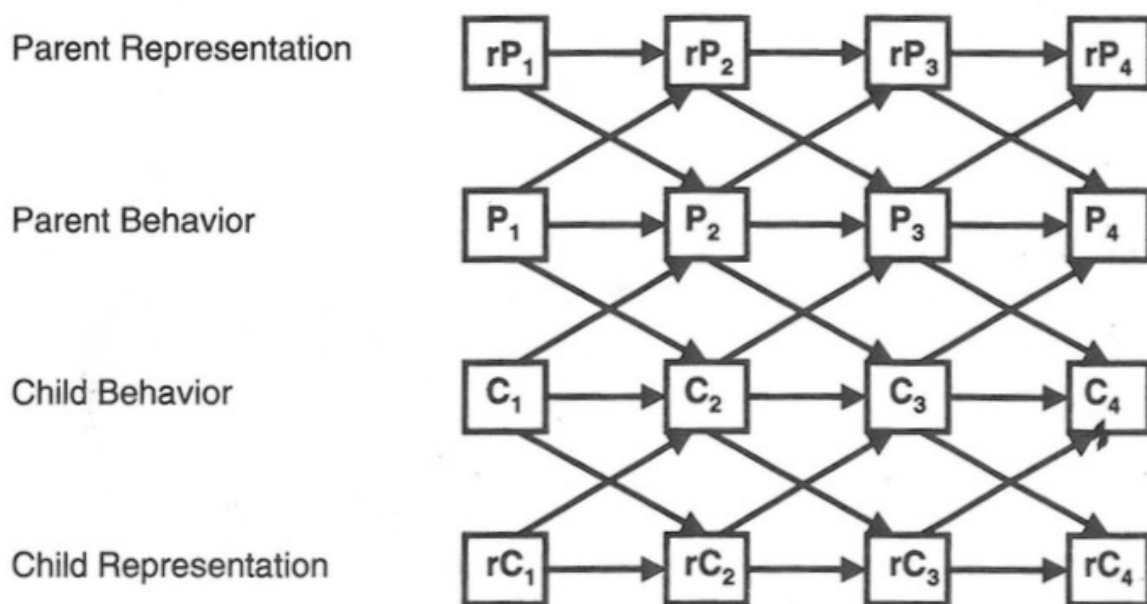 Parent Representation rP₁ rP₂ rP₃ rP₄
Parent Behavior P₁ P₂ P₃ P₄
Child Behavior C₁ C₂ C₃ C₄
Child Representation rC₁ rC₂ rC₃ rC₄